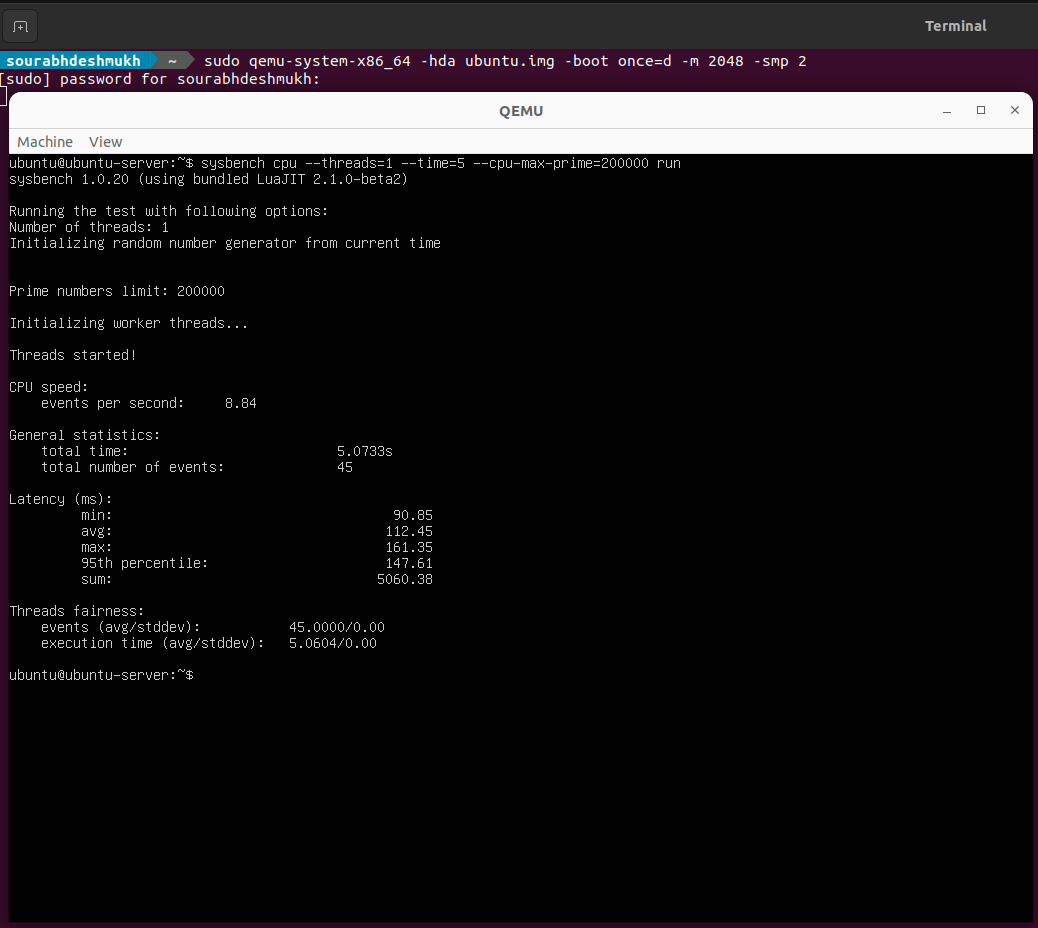 Terminal
sourabhdeshmukh ~ sudo qemu-system-x86_64 -hda ubuntu.img -boot once=d -m 2048 -smp 2
[sudo] password for sourabhdeshmukh:
QEMU
Machine View
ubuntu@ubuntu-server:~$ sysbench cpu --threads=1 --time=5 --cpu-max-prime=200000 run
sysbench 1.0.20 (using bundled LuaJIT 2.1.0-beta2)
Running the test with following options:
Number of threads: 1
Initializing random number generator from current time
Prime numbers limit: 200000
Initializing worker threads...
Threads started!
CPU speed:
events per second: 8.84
General statistics:
total time: 5.0733s
total number of events: 45
Latency (ms):
min: 90.85
avg: 112.45
max: 161.35
95th percentile: 147.61
sum: 5060.38
Threads fairness:
events (avg/stddev): 45.0000/0.00
execution time (avg/stddev): 5.0604/0.00
ubuntu@ubuntu-server:~$